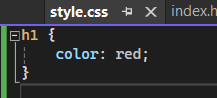 style.css index.h
h1 {
color: red;
}